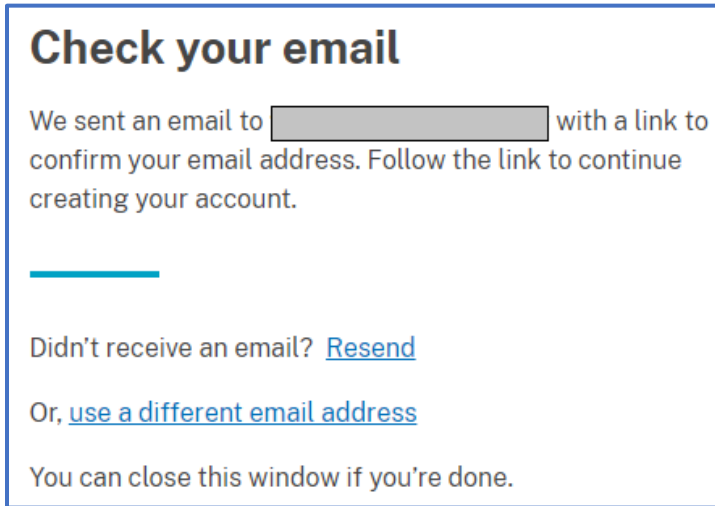 Check your email
We sent an email to with a link to
confirm your email address. Follow the link to continue
creating your account.
Didn’t receive an email? Resend
Or, use a different email address
You can close this window if you’re done.